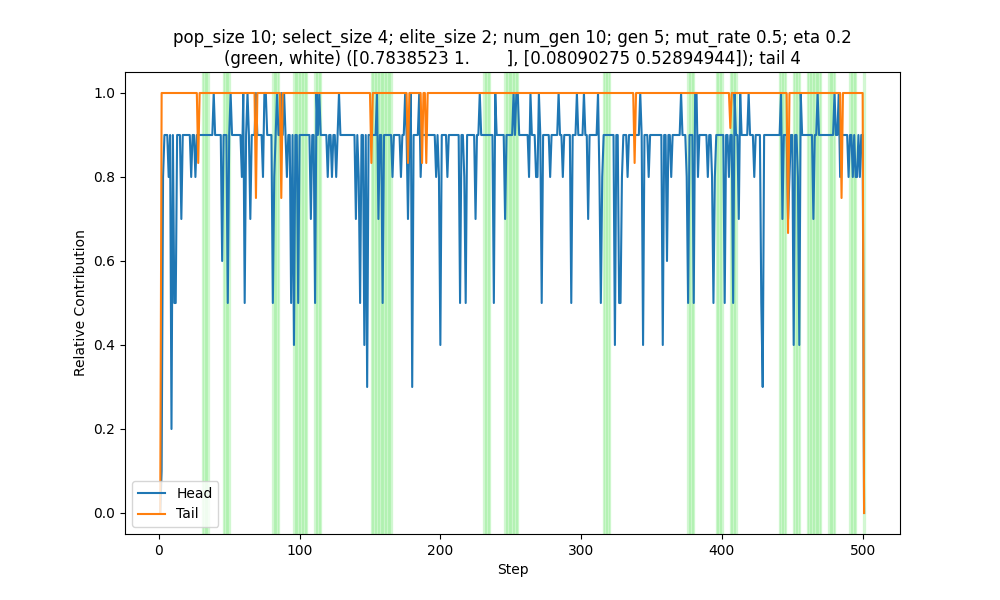 pop_size 10; select_size 4; elite_size 2; num_gen 10; gen 5; mut_rate 0.5; eta 0.2
(green, white) ([0.7838523 1.        ], [0.08090275 0.52894944]); tail 4
1.0
0.8
0.6
0.4
0.2
0.0
Relative Contribution
Head
Tail
0 100 200 300 400 500
Step